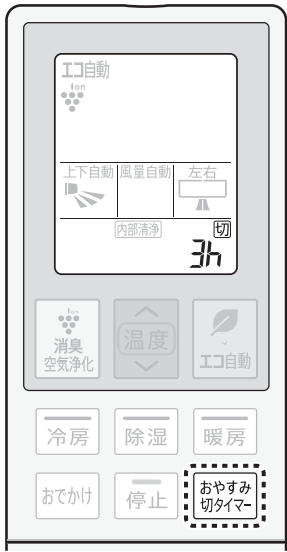 エコ自動
Ion
上下自動 風量自動 左右
内部清浄 切
3h
Ion
消臭
空気浄化
温度
エコ自動
冷房 除湿 暖房
おでかけ 停止
おやすみ
切タイマー